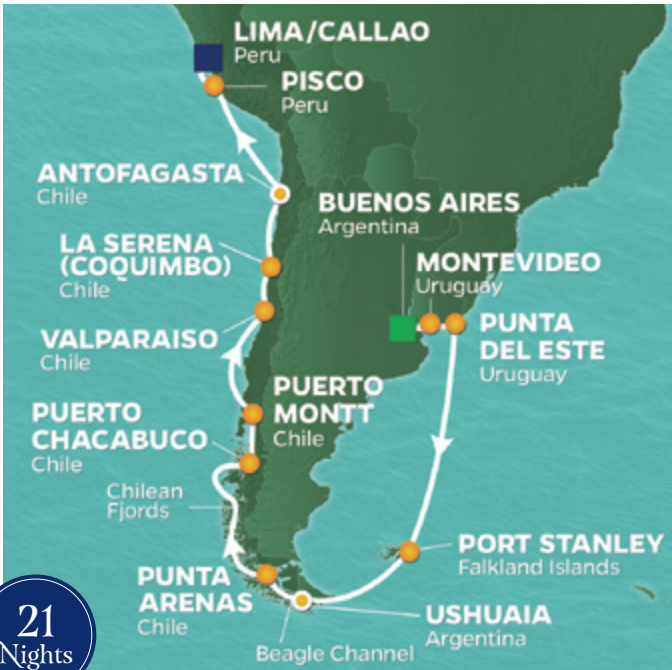 LIMA/CALLAO
Peru
PISCO
Peru
ANTOFAGASTA
Chile
BUENOS AIRES
Argentina
LA SERENA
(COQUIMBO)
Chile
MONTEVIDEO
Uruguay
VALPARAISO
Chile
PUNTA
DEL ESTE
Uruguay
PUERTO
MONTT
Chile
PUERTO
CHACABUCO
Chile
Chilean
Fjords
PORT STANLEY
Falkland Islands
PUNTA
ARENAS
Chile
USHUAIA
Argentina
Beagle Channel
21
Nights